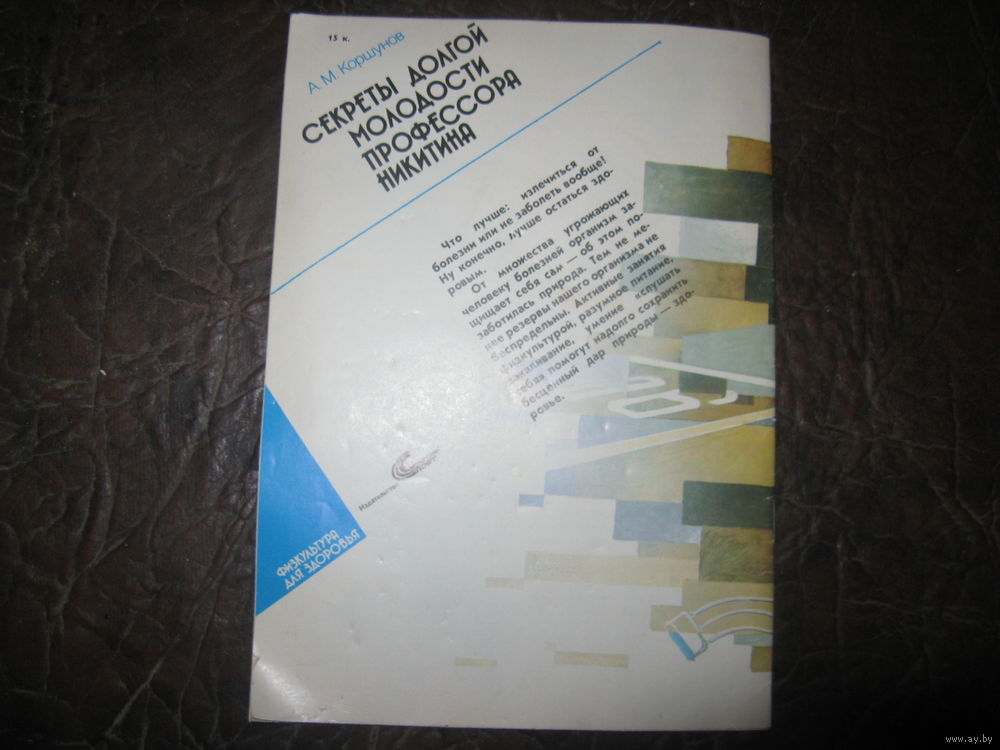 15 к.
А. М. Коршунов
СЕКРЕТЫ ДОЛГОЙ
МОЛОДОСТИ
ПРОФЕССОРА
НИКИТИНА
Что лучше: излечиться от
болезни или не заболеть вообще?
Ну конечно, лучше остаться здо-
ровым.
От множества угрожающих
человеку болезней организм за-
щищает себя сам — об этом по-
заботилась природа. Тем не ме-
нее резервы нашего организма не
беспредельны. Активные занятия
физкультурой, разумное питание,
закаливание, умение «слушать
себя» помогут надолго сохранить
бесценный дар природы — здо-
ровье.
Издательство
ФИЗКУЛЬТУРА
ДЛЯ ЗДОРОВЬЯ
www.ay.by